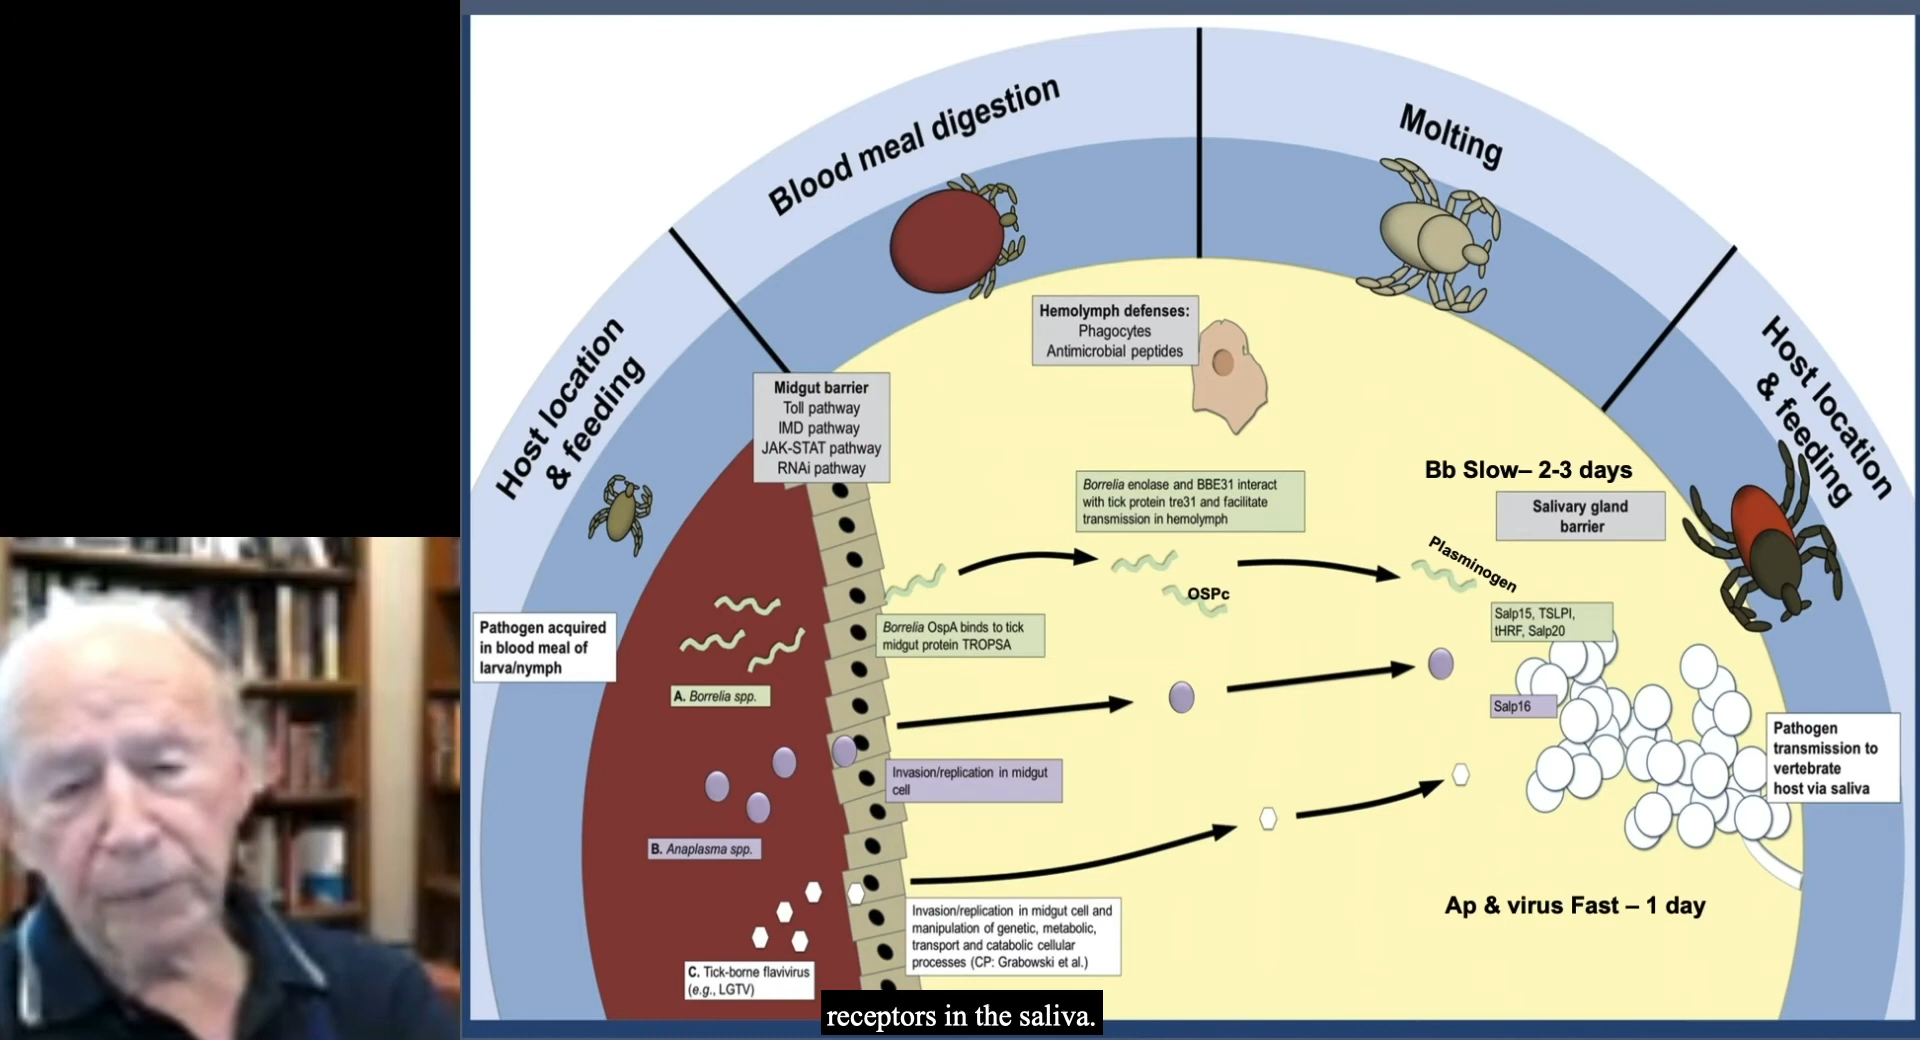 Blood meal digestion
Molting
Host location
& feeding
Host location
& feeding
Hemolymph defenses:
Phagocytes
Antimicrobial peptides
Midgut barrier
Toll pathway
IMD pathway
JAK-STAT pathway
RNAi pathway
Bb Slow– 2-3 days
Salivary gland
barrier
Borrelia enolase and BBE31 interact
with tick protein tre31 and facilitate
transmission in hemolymph
Plasminogen
OSPc
Salp15, TSLPI,
tHRF, Salp20
Borrelia OspA binds to tick
midgut protein TROPSA
Pathogen acquired
in blood meal of
larva/nymph
A. Borrelia spp.
Salp16
Pathogen
transmission to
vertebrate
host via saliva
Invasion/replication in midgut
cell
B. Anaplasma spp.
Ap & virus Fast – 1 day
Invasion/replication in midgut cell and
manipulation of genetic, metabolic,
transport and catabolic cellular
processes (CP: Grabowski et al.)
C. Tick-borne flavivirus
(e.g., LGTV)
receptors in the saliva.